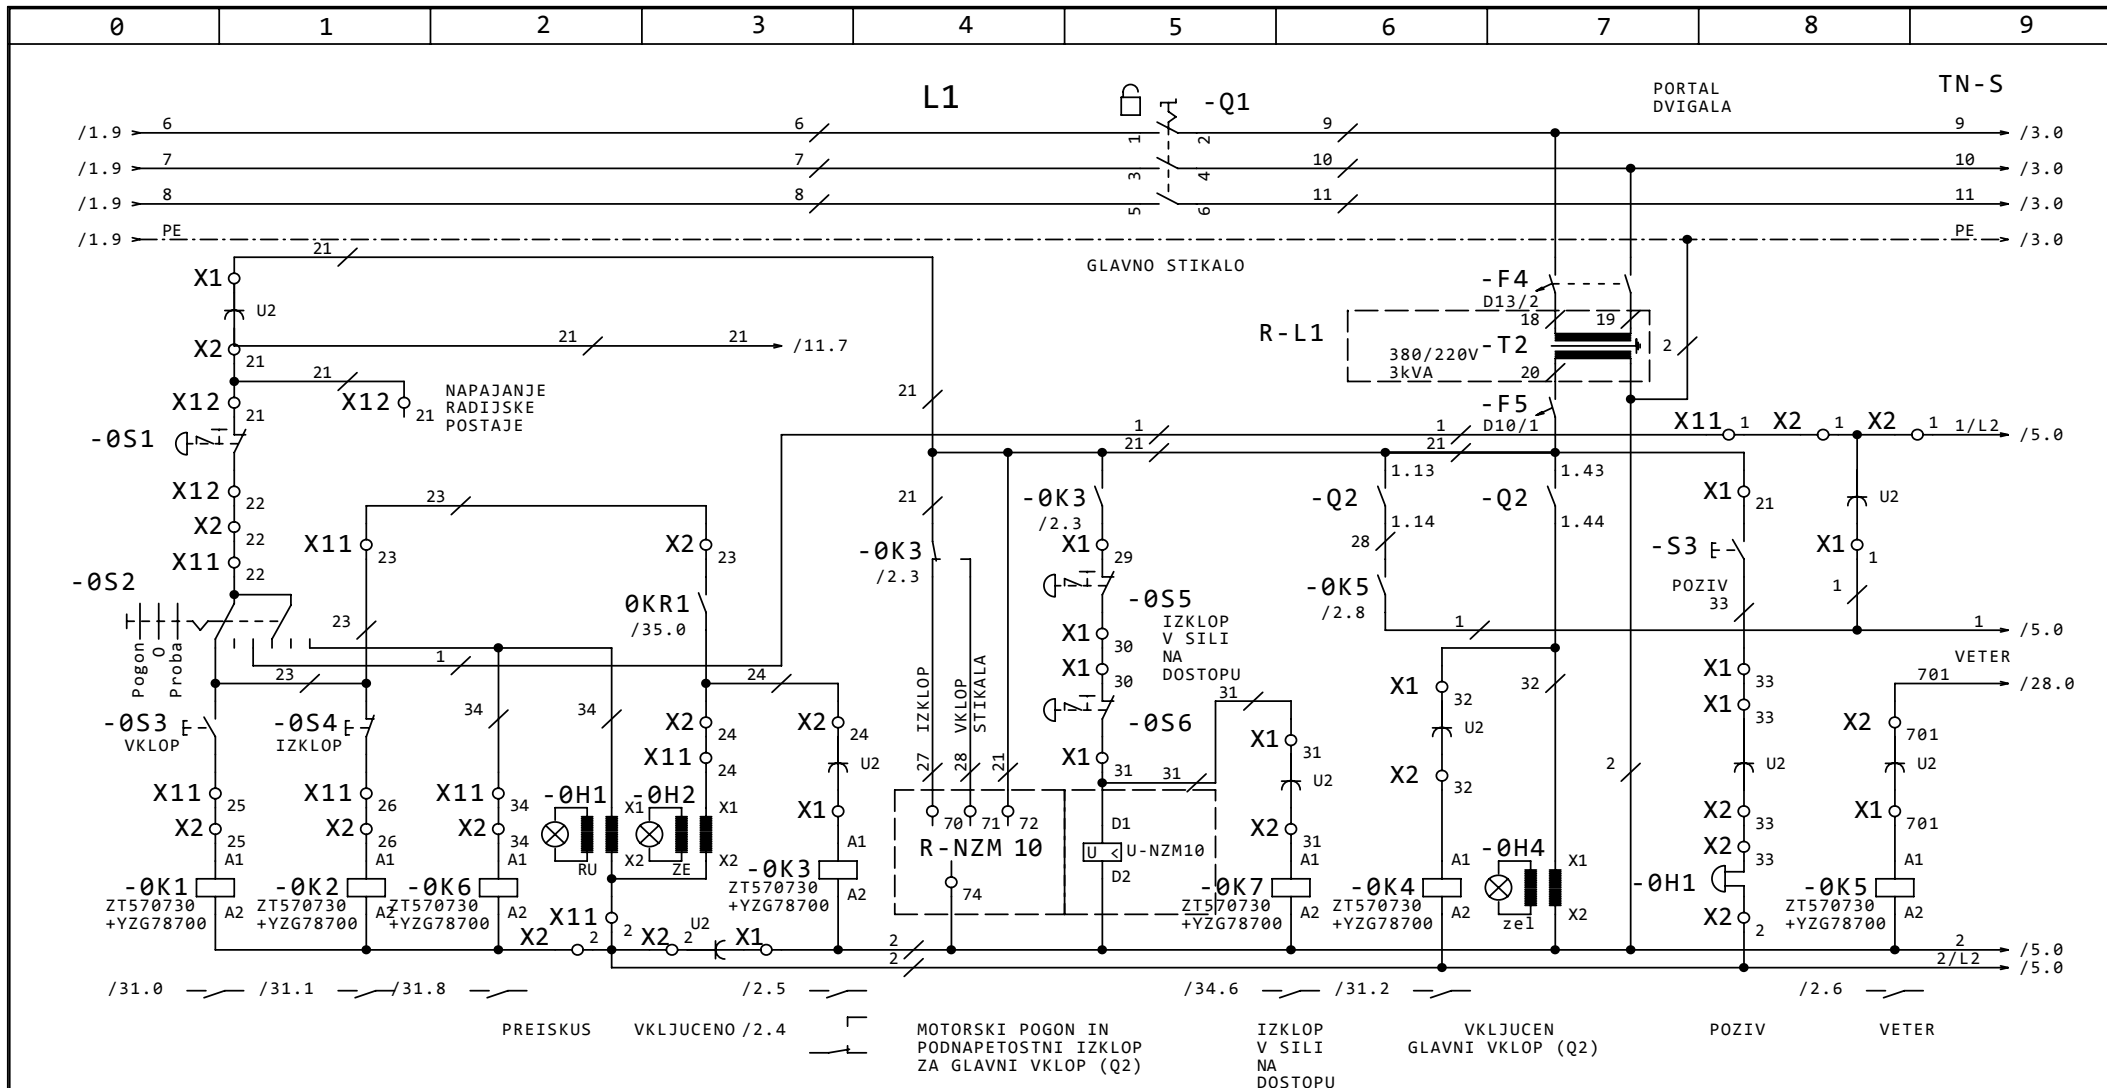 0 1 2 3 4 5 6 7 8 9
L1 -Q1 PORTAL TN-S
DVIGALA
/1.9 6 6 1 2 9 9 /3.0
/1.9 7 7 3 4 10 10 /3.0
/1.9 8 8 5 6 11 11 /3.0
/1.9 PE PE /3.0
21
GLAVNO STIKALO
X1
U2
-F4
D13/2
18 19
R-L1
380/220V
3kVA
-T2
20
2
X2
21
21 21 /11.7
21
X12
21
X12
21
NAPAJANJE
RADIJSKE
POSTAJE
21
-F5
D10/1
-0S1
1 1
21 21
X11 1 X2 1 X2 1 1/L2 /5.0
X12
22
X2
22
X11
22
23
X11
23
X2
23
21
-0K3
/2.3
-0K3
/2.3
-Q2
1.13
1.14
28
-Q2
1.43
1.44
X1
21
U2
-S3
POZIV
33
X1
1
1
-0S2
Pogon
O
Proba
23
0KR1
/35.0
X1
29
-0S5
IZKLOP
V SILI
NA
DOSTOPU
X1
30
X1
30
-0K5
/2.8
1 1 /5.0
VETER
701 /28.0
23
1
24
-0S3
VKLOP
-0S4
IZKLOP
34 34
X2
24
X11
24
X2
24
U2
IZKLOP
VKLOP
STIKALA
27 28 21
-0S6
X1
31
31
31
X1
31
U2
X1
32
U2
X2
32
32
2
X1
33
X1
33
U2
X2
701
U2
X11
25
X2
25
X11
26
X2
26
X11
34
X2
34
-0H1
X1
X2
RU
-0H2
X1
X2
ZE
X1
70 71 72
R-NZM 10
74
D1
U <
U-NZM10
D2
X2
31
-0H4
X1
X2
zel
X2
33
X2
33
-0H1
X2
2
X1
701
-0K1
A1
A2
ZT570730
+YZG78700
-0K2
A1
A2
ZT570730
+YZG78700
-0K6
A1
A2
ZT570730
+YZG78700
-0K3
A1
A2
ZT570730
+YZG78700
-0K7
A1
A2
ZT570730
+YZG78700
-0K4
A1
A2
ZT570730
+YZG78700
-0K5
A1
A2
ZT570730
+YZG78700
X11
2
X2 2 X2 2 U2 X1 2 2 /5.0
2 2/L2 /5.0
/31.0 /31.1 /31.8 /2.5 /34.6 /31.2 /2.6
PREISKUS VKLJUCENO /2.4
MOTORSKI POGON IN
PODNAPETOSTNI IZKLOP
ZA GLAVNI VKLOP (Q2)
IZKLOP
V SILI
NA
DOSTOPU
VKLJUCEN
GLAVNI VKLOP (Q2)
POZIV VETER